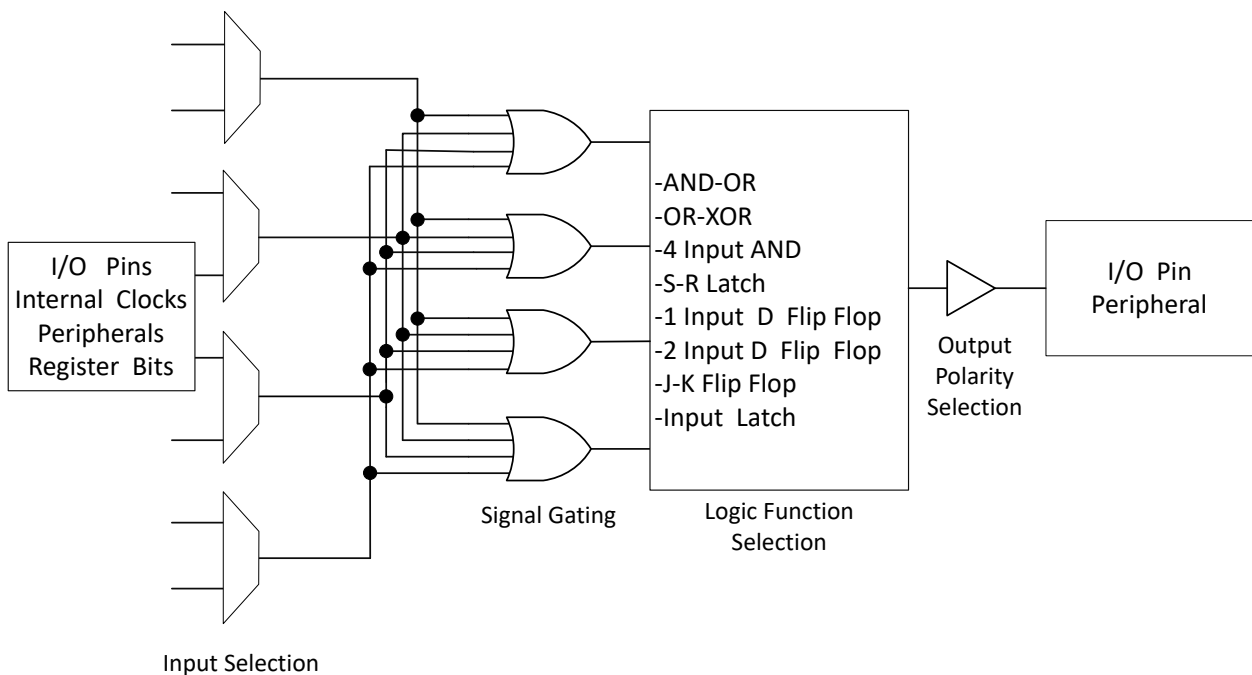 I/O Pins
Internal Clocks
Peripherals
Register Bits
Input Selection
Signal Gating
-AND-OR
-OR-XOR
-4 Input AND
-S-R Latch
-1 Input D Flip Flop
-2 Input D Flip Flop
-J-K Flip Flop
-Input Latch
Logic Function
Selection
Output
Polarity
Selection
I/O Pin
Peripheral